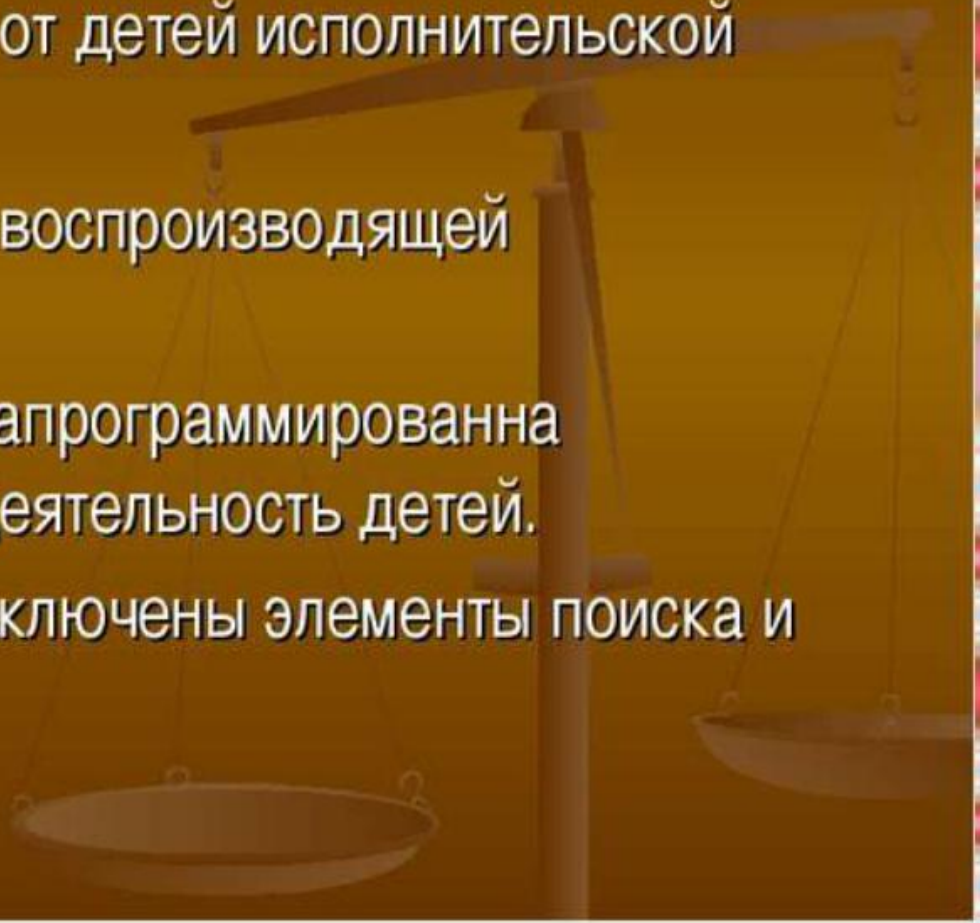 от детей исполнительской
воспроизводящей
апрограммированна
еятельность детей.
ключены элементы поиска и